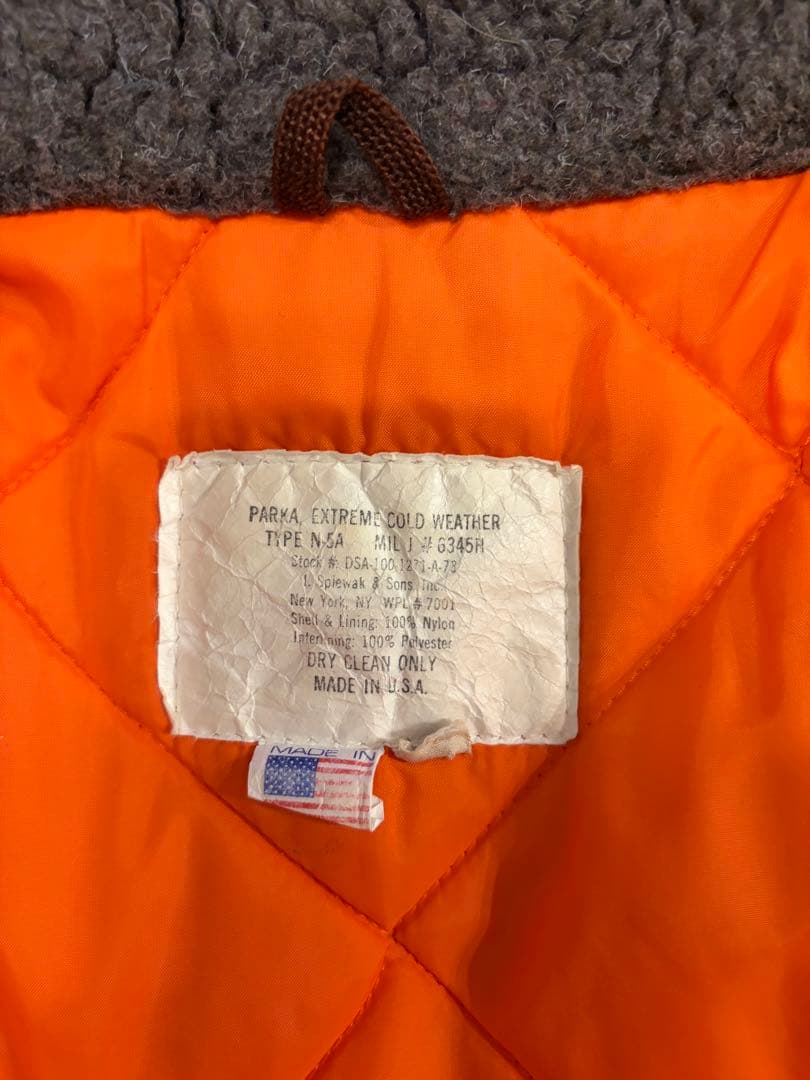 PARKA, EXTREME COLD WEATHER
TYPE N-5A MIL J # 6345H
Stock #: DSA-100-1271-A-73
I. Spiewak & Sons, Inc.
New York, NY WPL # 7001
Shell & Lining: 100% Nylon
Interlining: 100% Polyester
DRY CLEAN ONLY
MADE IN U.S.A.
MADE IN